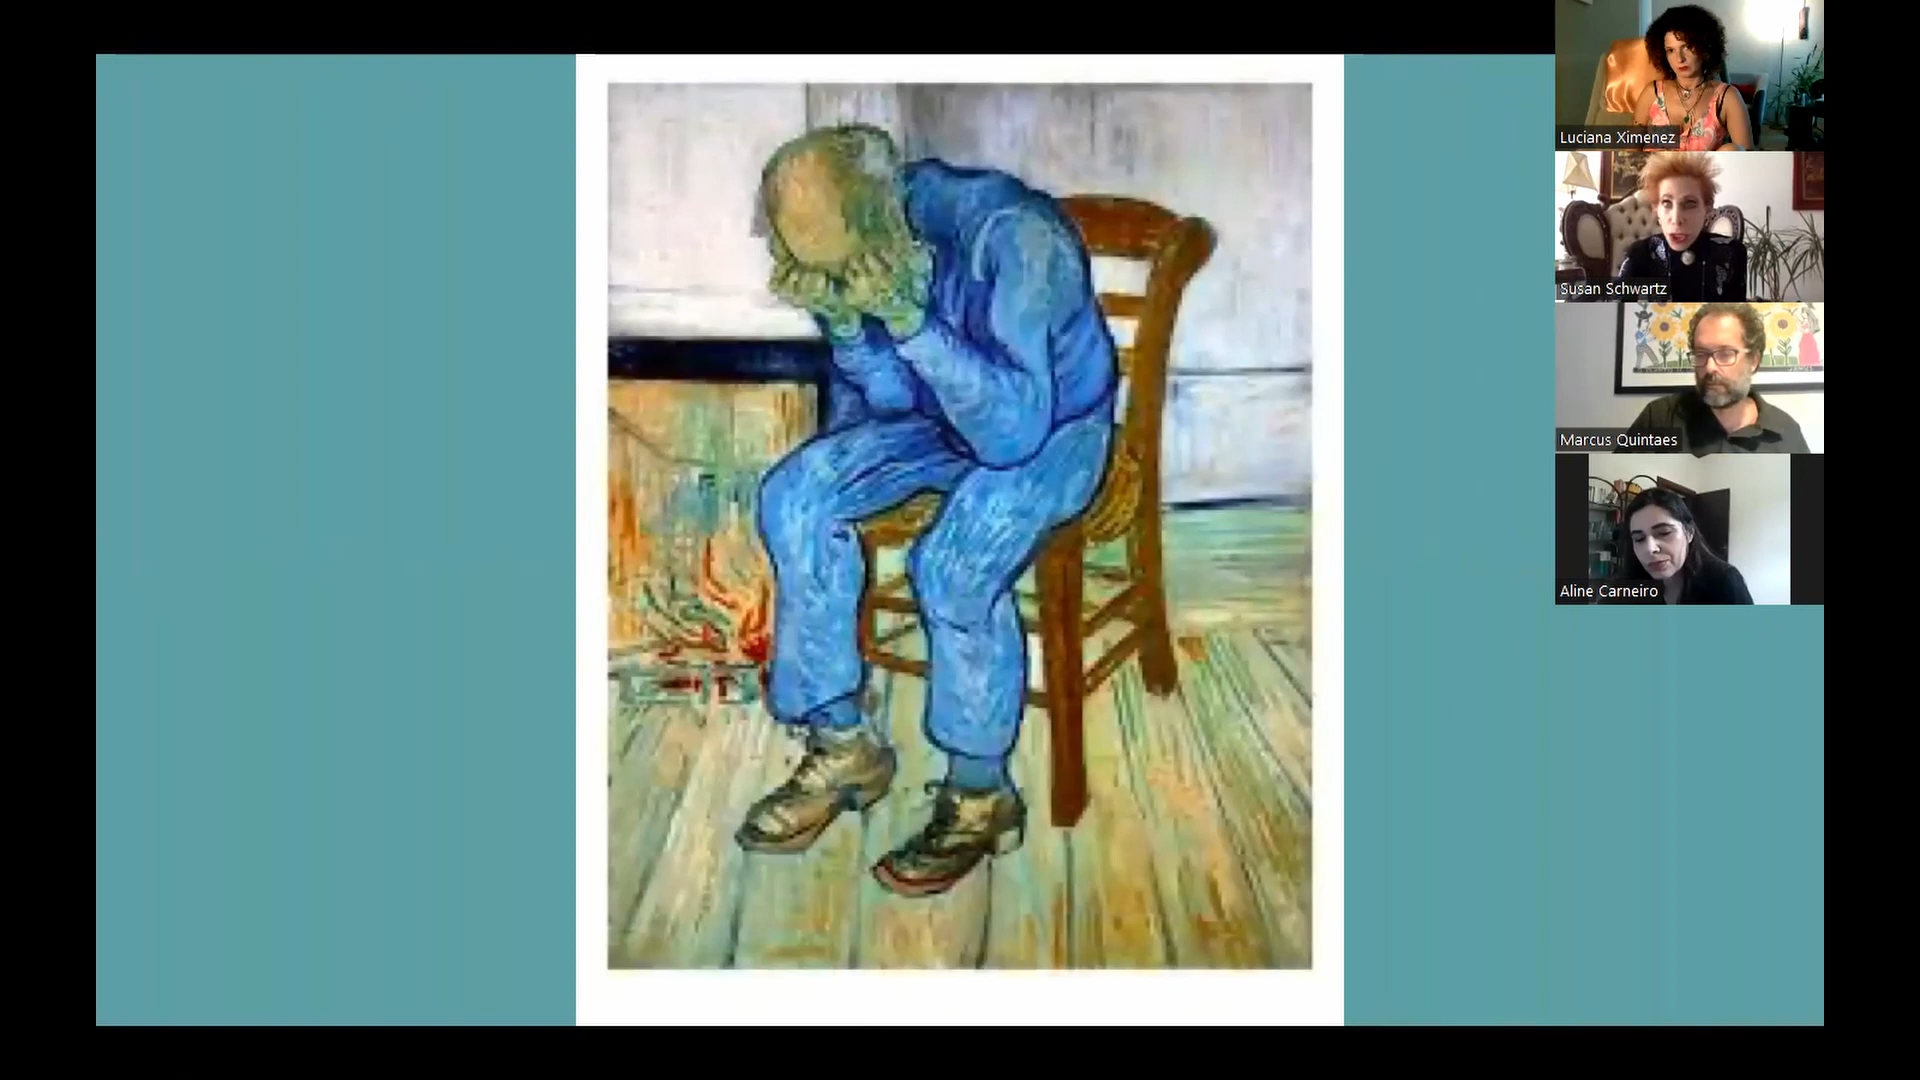 Luciana Ximenez
Susan Schwartz
Marcus Quintaes
Aline Carneiro